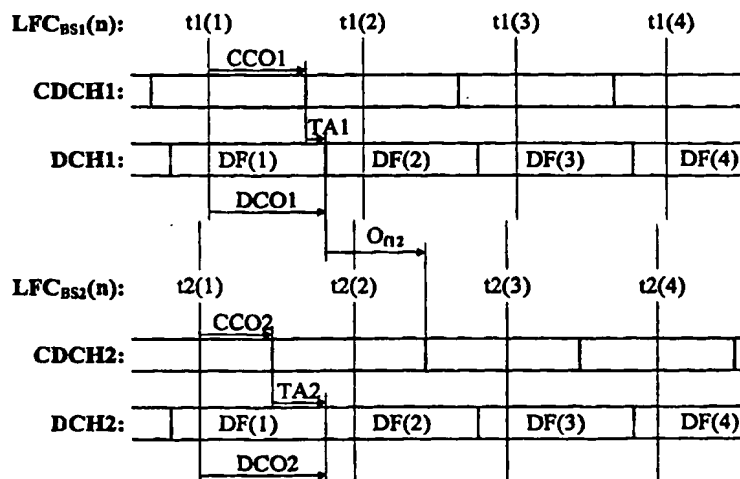 LFC_BS1(n): t1(1) t1(2) t1(3) t1(4)
CCO1
CDCH1:
TA1
DCH1: DF(1) DF(2) DF(3) DF(4)
DCO1
O_f12
LFC_BS2(n): t2(1) t2(2) t2(3) t2(4)
CCO2
CDCH2:
TA2
DCH2: DF(1) DF(2) DF(3) DF(4)
DCO2